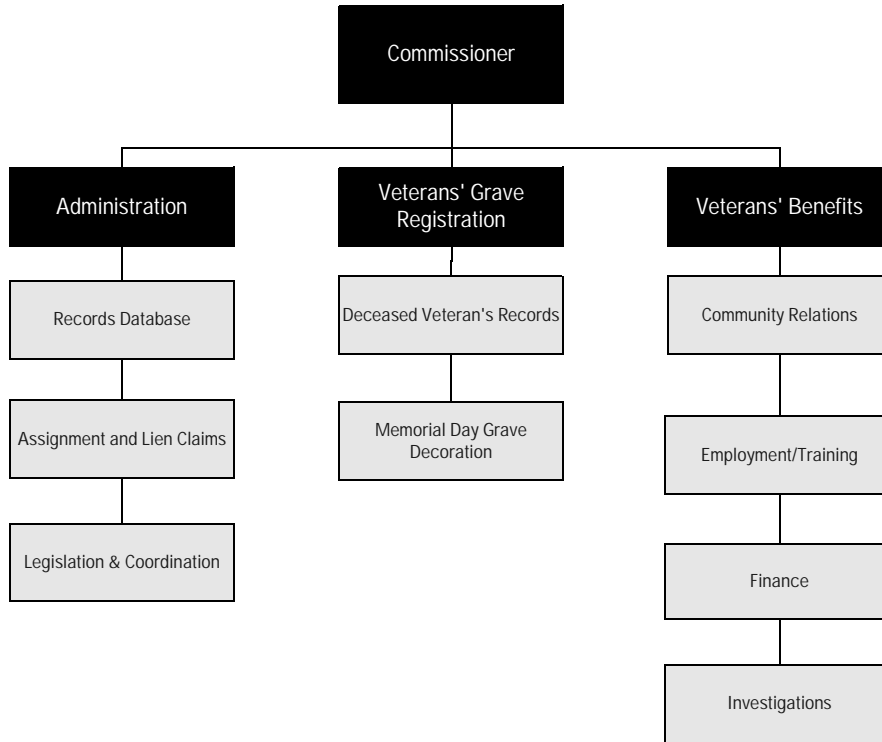 Commissioner
Administration
Veterans' Grave
Registration
Veterans' Benefits
Records Database
Deceased Veteran's Records
Community Relations
Assignment and Lien Claims
Memorial Day Grave
Decoration
Employment/Training
Legislation & Coordination
Finance
Investigations